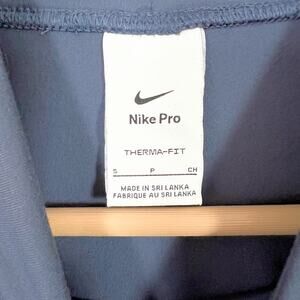 Nike Pro
THERMA-FIT
S P CH
MADE IN SRI LANKA
FABRIQUE AU SRI LANKA